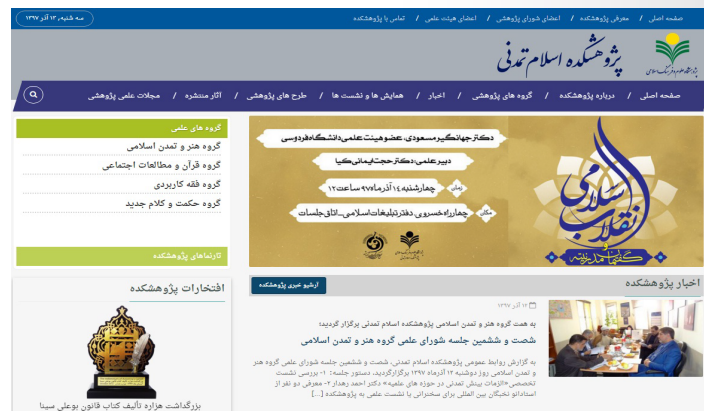 صفحه اصلی / معرفی پژوهشکده / اعضای شورای پژوهشی / اعضای هیئت علمی / تماس با پژوهشکده
سه شنبه, ۱۳ آذر ۱۳۹۷
پژوهشکده اسلام تمدنی
صفحه اصلی / درباره پژوهشکده / گروه های پژوهشی / اخبار / همایش ها و نشست ها / طرح های پژوهشی / آثار منتشره / مجلات علمی پژوهشی
انقلاب
اسلامی
و
گفتمان مدرنیته
دکتر جهانگیر مسعودی، عضو هیئت علمی دانشگاه فردوسی
دبیر علمی: دکتر حجت ایمانی کیا
زمان
چهارشنبه ۱۴ آذرماه ۹۷ ساعت ۱۲
مکان
چهارراه خسروی دفتر تبلیغات اسلامی_اتاق جلسات
گروه های علمی
گروه هنر و تمدن اسلامی
گروه قرآن و مطالعات اجتماعی
گروه فقه کاربردی
گروه حکمت و کلام جدید
تارنماهای پژوهشکده
اخبار پژوهشکده
آرشیو خبری پژوهشکده
۱۳ آذر ۱۳۹۷
به همت گروه هنر و تمدن اسلامی پژوهشکده اسلام تمدنی برگزار گردید؛
شصت و ششمین جلسه شورای علمی گروه هنر و تمدن اسلامی
به گزارش روابط عمومی پژوهشکده اسلام تمدنی، شصت و ششمین جلسه شورای علمی گروه هنر
و تمدن اسلامی روز دوشنبه ۱۲ آذرماه ۱۳۹۷ برگزارگردید. دستور جلسه: ۱- بررسی نشست
تخصصی «الزامات بینش تمدنی در حوزه های علمیه» دکتر احمد رهدار ۲- معرفی دو نفر از
استادانو نخبگان بین المللی برای سخنرانی یا نشست علمی به پژوهشکده [...]
افتخارات پژوهشکده
بزرگداشت هزاره تألیف کتاب قانون بوعلی سینا